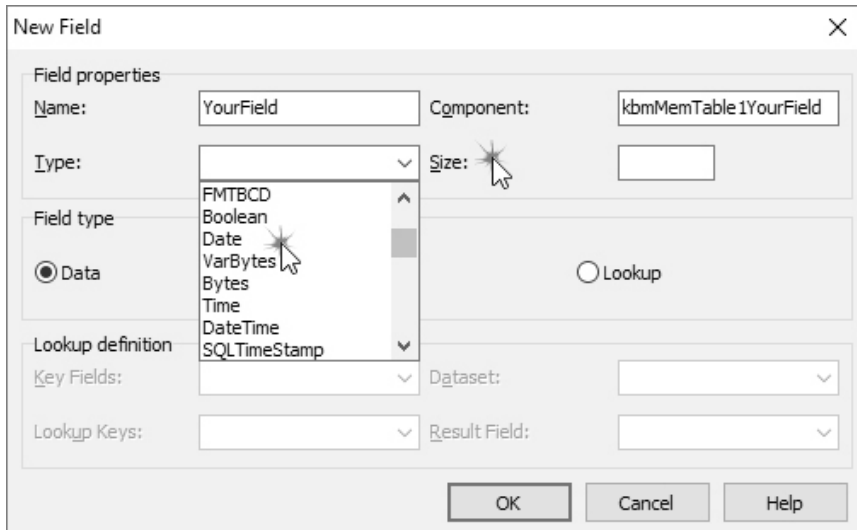 New Field
Field properties
Name:
YourField
Component:
kbmMemTable1YourField
Type:
Size:
FMTBCD
Boolean
Date
VarBytes
Bytes
Time
DateTime
SQLTimeStamp
Field type
Data
Lookup
Lookup definition
Key Fields:
Dataset:
Lookup Keys:
Result Field:
OK
Cancel
Help